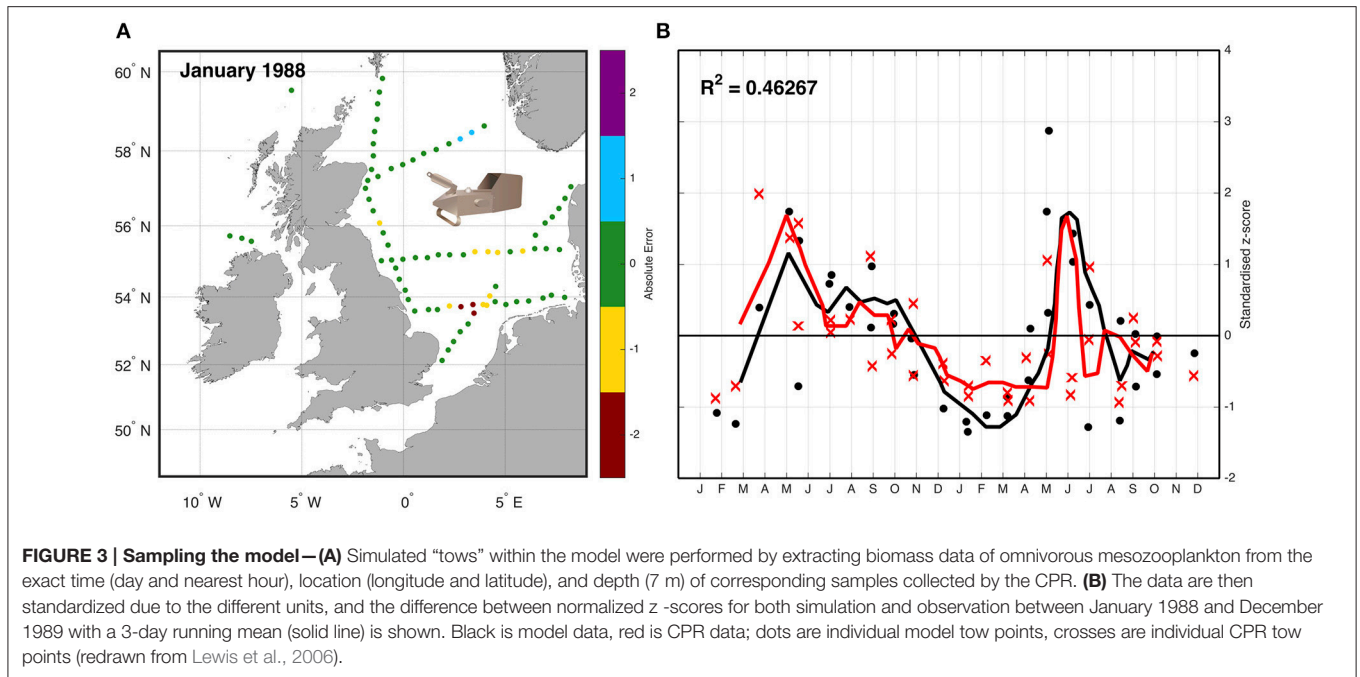 A
January 1988
60° N
58° N
56° N
54° N
52° N
50° N
10° W
5° W
0°
5° E
2
1
0
-1
-2
Absolute Error
B
R² = 0.46267
4
3
2
1
0
-1
-2
Standardised z-score
J F M A M J J A S O N D J F M A M J J A S O N D
FIGURE 3 | Sampling the model—(A) Simulated “tows” within the model were performed by extracting biomass data of omnivorous mesozooplankton from the
exact time (day and nearest hour), location (longitude and latitude), and depth (7 m) of corresponding samples collected by the CPR. (B) The data are then
standardized due to the different units, and the difference between normalized z -scores for both simulation and observation between January 1988 and December
1989 with a 3-day running mean (solid line) is shown. Black is model data, red is CPR data; dots are individual model tow points, crosses are individual CPR tow
points (redrawn from Lewis et al., 2006).